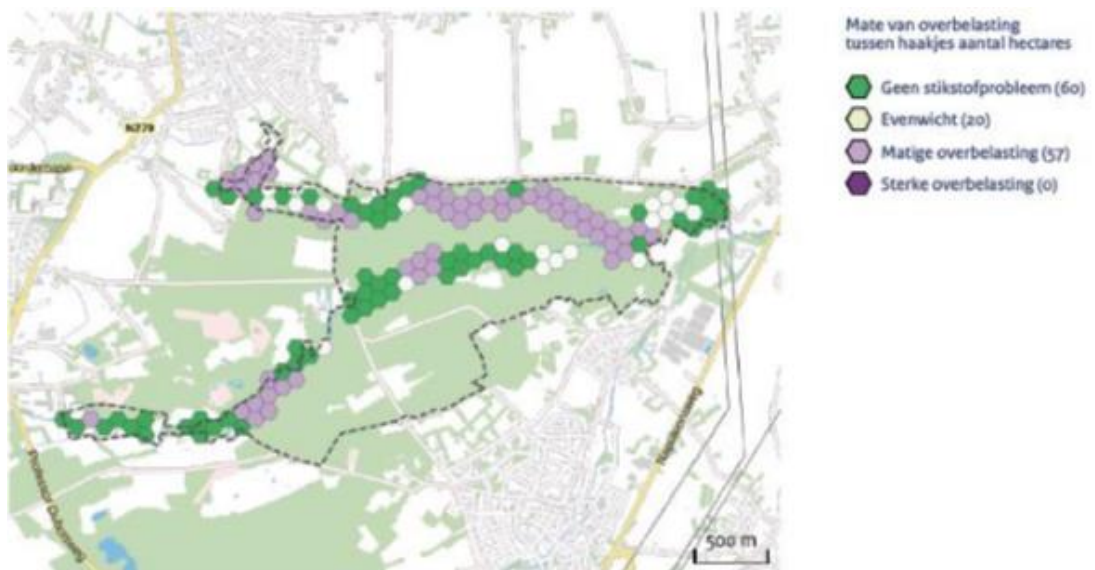 Mate van overbelasting
tussen haakjes aantal hectares
Geen stikstofprobleem (60)
Evenwicht (20)
Matige overbelasting (57)
Sterke overbelasting (0)
N279
Napoleonsweg
500 m